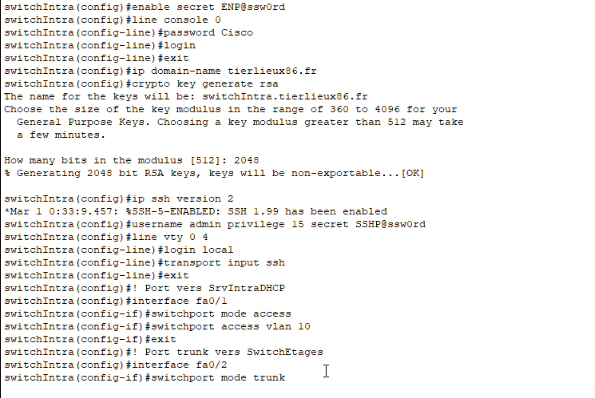 switchIntra(config)#enable secret ENP@ssw0rd
switchIntra(config)#line console 0
switchIntra(config-line)#password Cisco
switchIntra(config-line)#login
switchIntra(config-line)#exit
switchIntra(config)#ip domain-name tierlieux86.fr
switchIntra(config)#crypto key generate rsa
The name for the keys will be: switchIntra.tierlieux86.fr
Choose the size of the key modulus in the range of 360 to 4096 for your
General Purpose Keys. Choosing a key modulus greater than 512 may take
a few minutes.
How many bits in the modulus [512]: 2048
% Generating 2048 bit RSA keys, keys will be non-exportable...[OK]
switchIntra(config)#ip ssh version 2
*Mar 1 0:33:9.457: %SSH-5-ENABLED: SSH 1.99 has been enabled
switchIntra(config)#username admin privilege 15 secret SSHP@ssw0rd
switchIntra(config)#line vty 0 4
switchIntra(config-line)#login local
switchIntra(config-line)#transport input ssh
switchIntra(config-line)#exit
switchIntra(config)#! Port vers SrvIntraDHCP
switchIntra(config)#interface fa0/1
switchIntra(config-if)#switchport mode access
switchIntra(config-if)#switchport access vlan 10
switchIntra(config-if)#exit
switchIntra(config)#! Port trunk vers SwitchEtages
switchIntra(config)#interface fa0/2
switchIntra(config-if)#switchport mode trunk